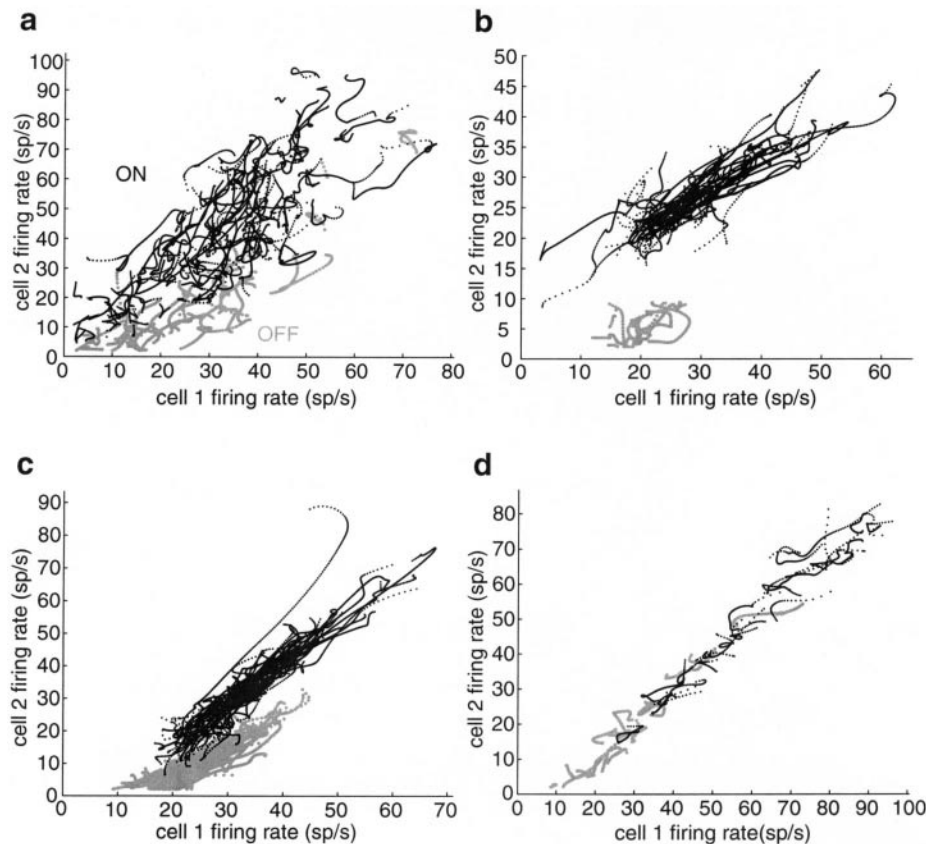 a
100
90
80
70
60
50
40
30
20
10
0
cell 2 firing rate (sp/s)
ON
OFF
0 10 20 30 40 50 60 70 80
cell 1 firing rate (sp/s)
b
50
45
40
35
30
25
20
15
10
5
0
cell 2 firing rate (sp/s)
0 10 20 30 40 50 60
cell 1 firing rate (sp/s)
c
90
80
70
60
50
40
30
20
10
0
cell 2 firing rate (sp/s)
0 10 20 30 40 50 60 70
cell 1 firing rate (sp/s)
d
80
70
60
50
40
30
20
10
0
cell 2 firing rate (sp/s)
0 10 20 30 40 50 60 70 80 90 100
cell 1 firing rate(sp/s)